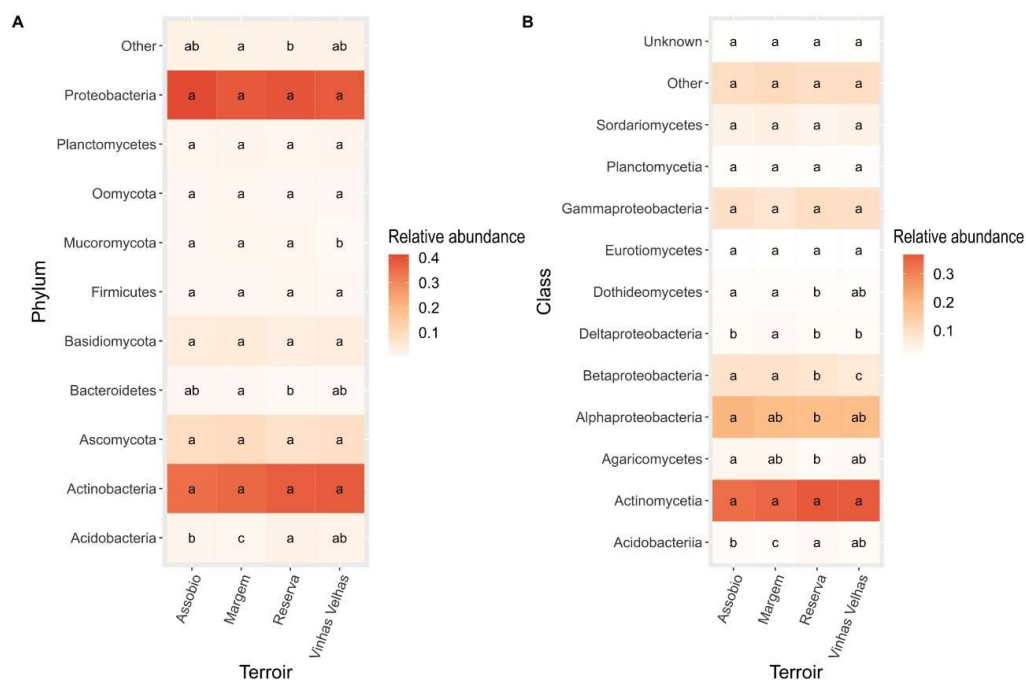 A
Phylum
Other ab a b ab
Proteobacteria a a a a
Planctomycetes a a a a
Oomycota a a a a
Mucoromycota a a a b
Firmicutes a a a a
Basidiomycota a a a a
Bacteroidetes ab a b ab
Ascomycota a a a a
Actinobacteria a a a a
Acidobacteria b c a ab
Assobio
Margem
Reserva
Vinhas Velhas
Terroir
Relative abundance
0.4
0.3
0.2
0.1
B
Class
Unknown a a a a
Other a a a a
Sordariomycetes a a a a
Planctomycetia a a a a
Gammaproteobacteria a a a a
Eurotiomycetes a a a a
Dothideomycetes a a b ab
Deltaproteobacteria b a b b
Betaproteobacteria a a b c
Alphaproteobacteria a ab b ab
Agaricomycetes a ab b ab
Actinomycetia a a a a
Acidobacteriia b c a ab
Assobio
Margem
Reserva
Vinhas Velhas
Terroir
Relative abundance
0.3
0.2
0.1